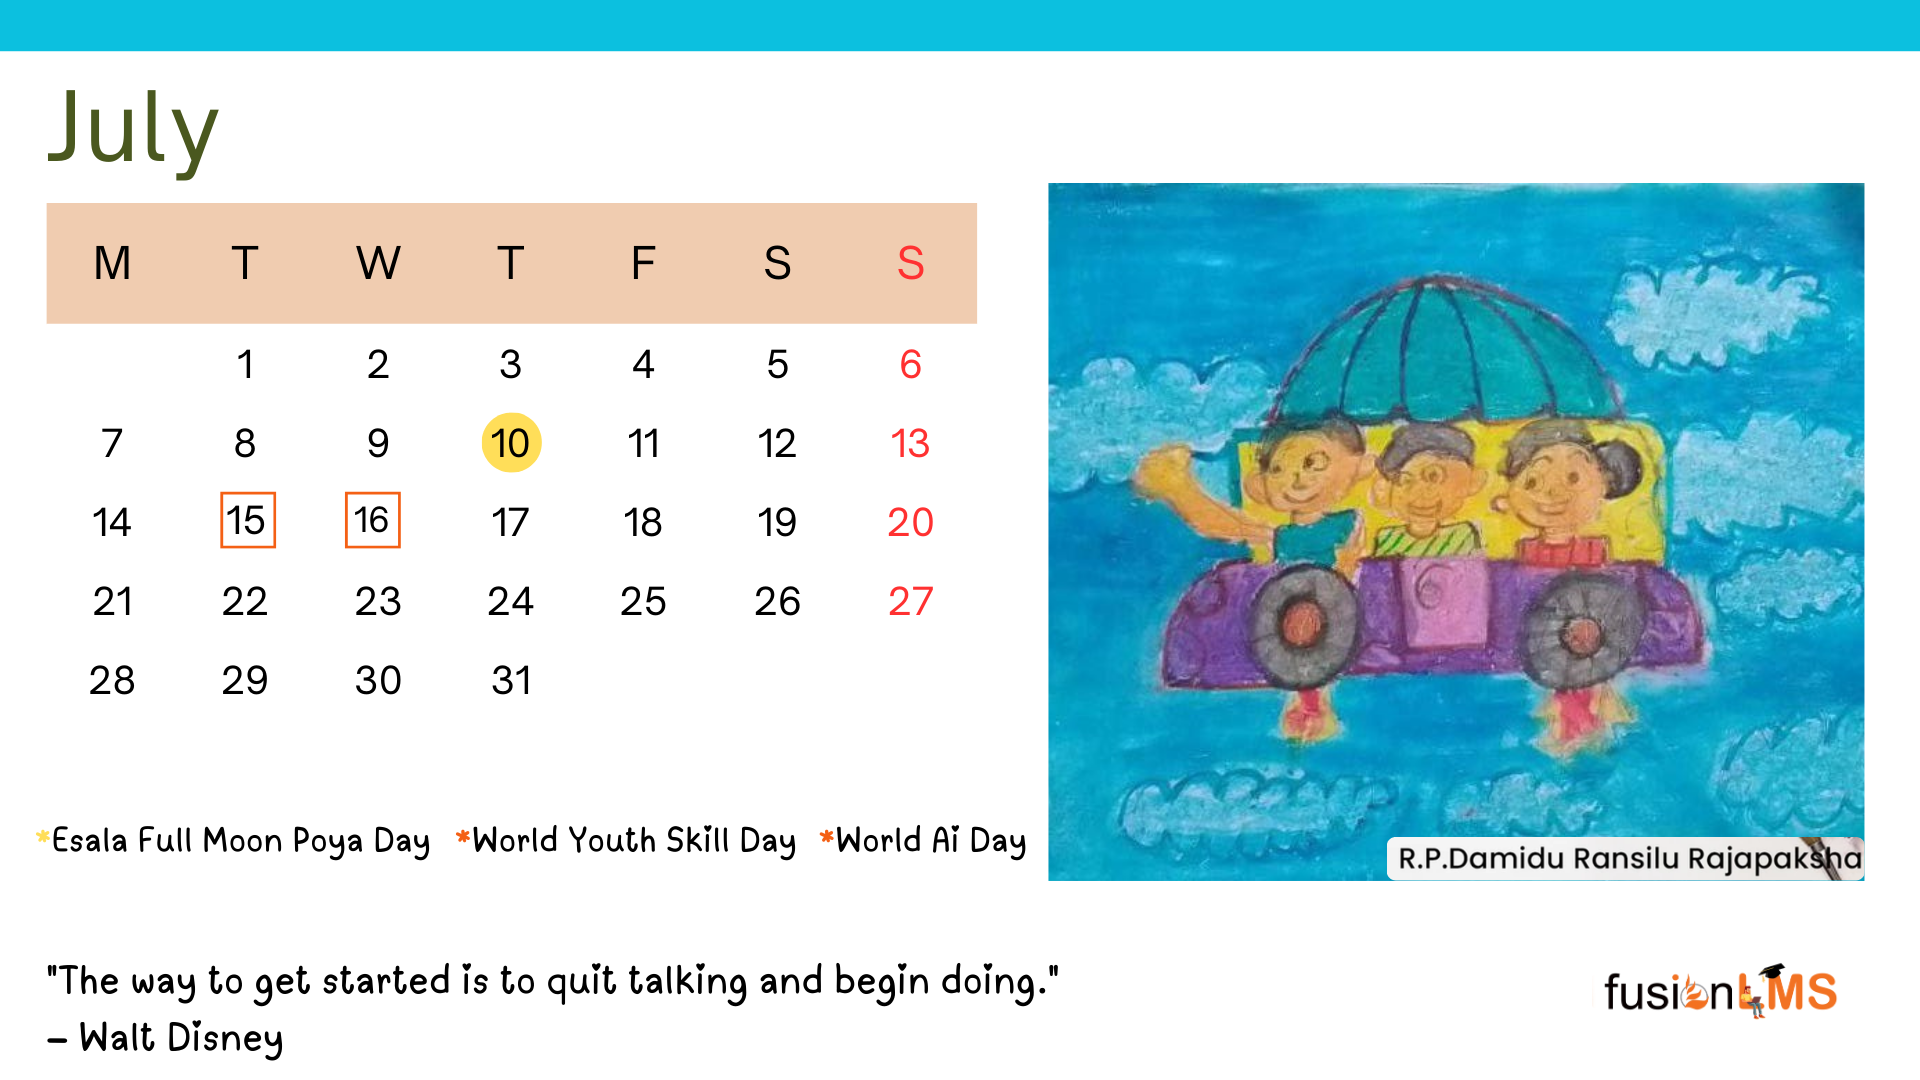 July
M T W T F S S
1 2 3 4 5 6
7 8 9 10 11 12 13
14 15 16 17 18 19 20
21 22 23 24 25 26 27
28 29 30 31
*Esala Full Moon Poya Day *World Youth Skill Day *World Ai Day
R.P.Damidu Ransilu Rajapaksha
"The way to get started is to quit talking and begin doing."
– Walt Disney
fusionLMS